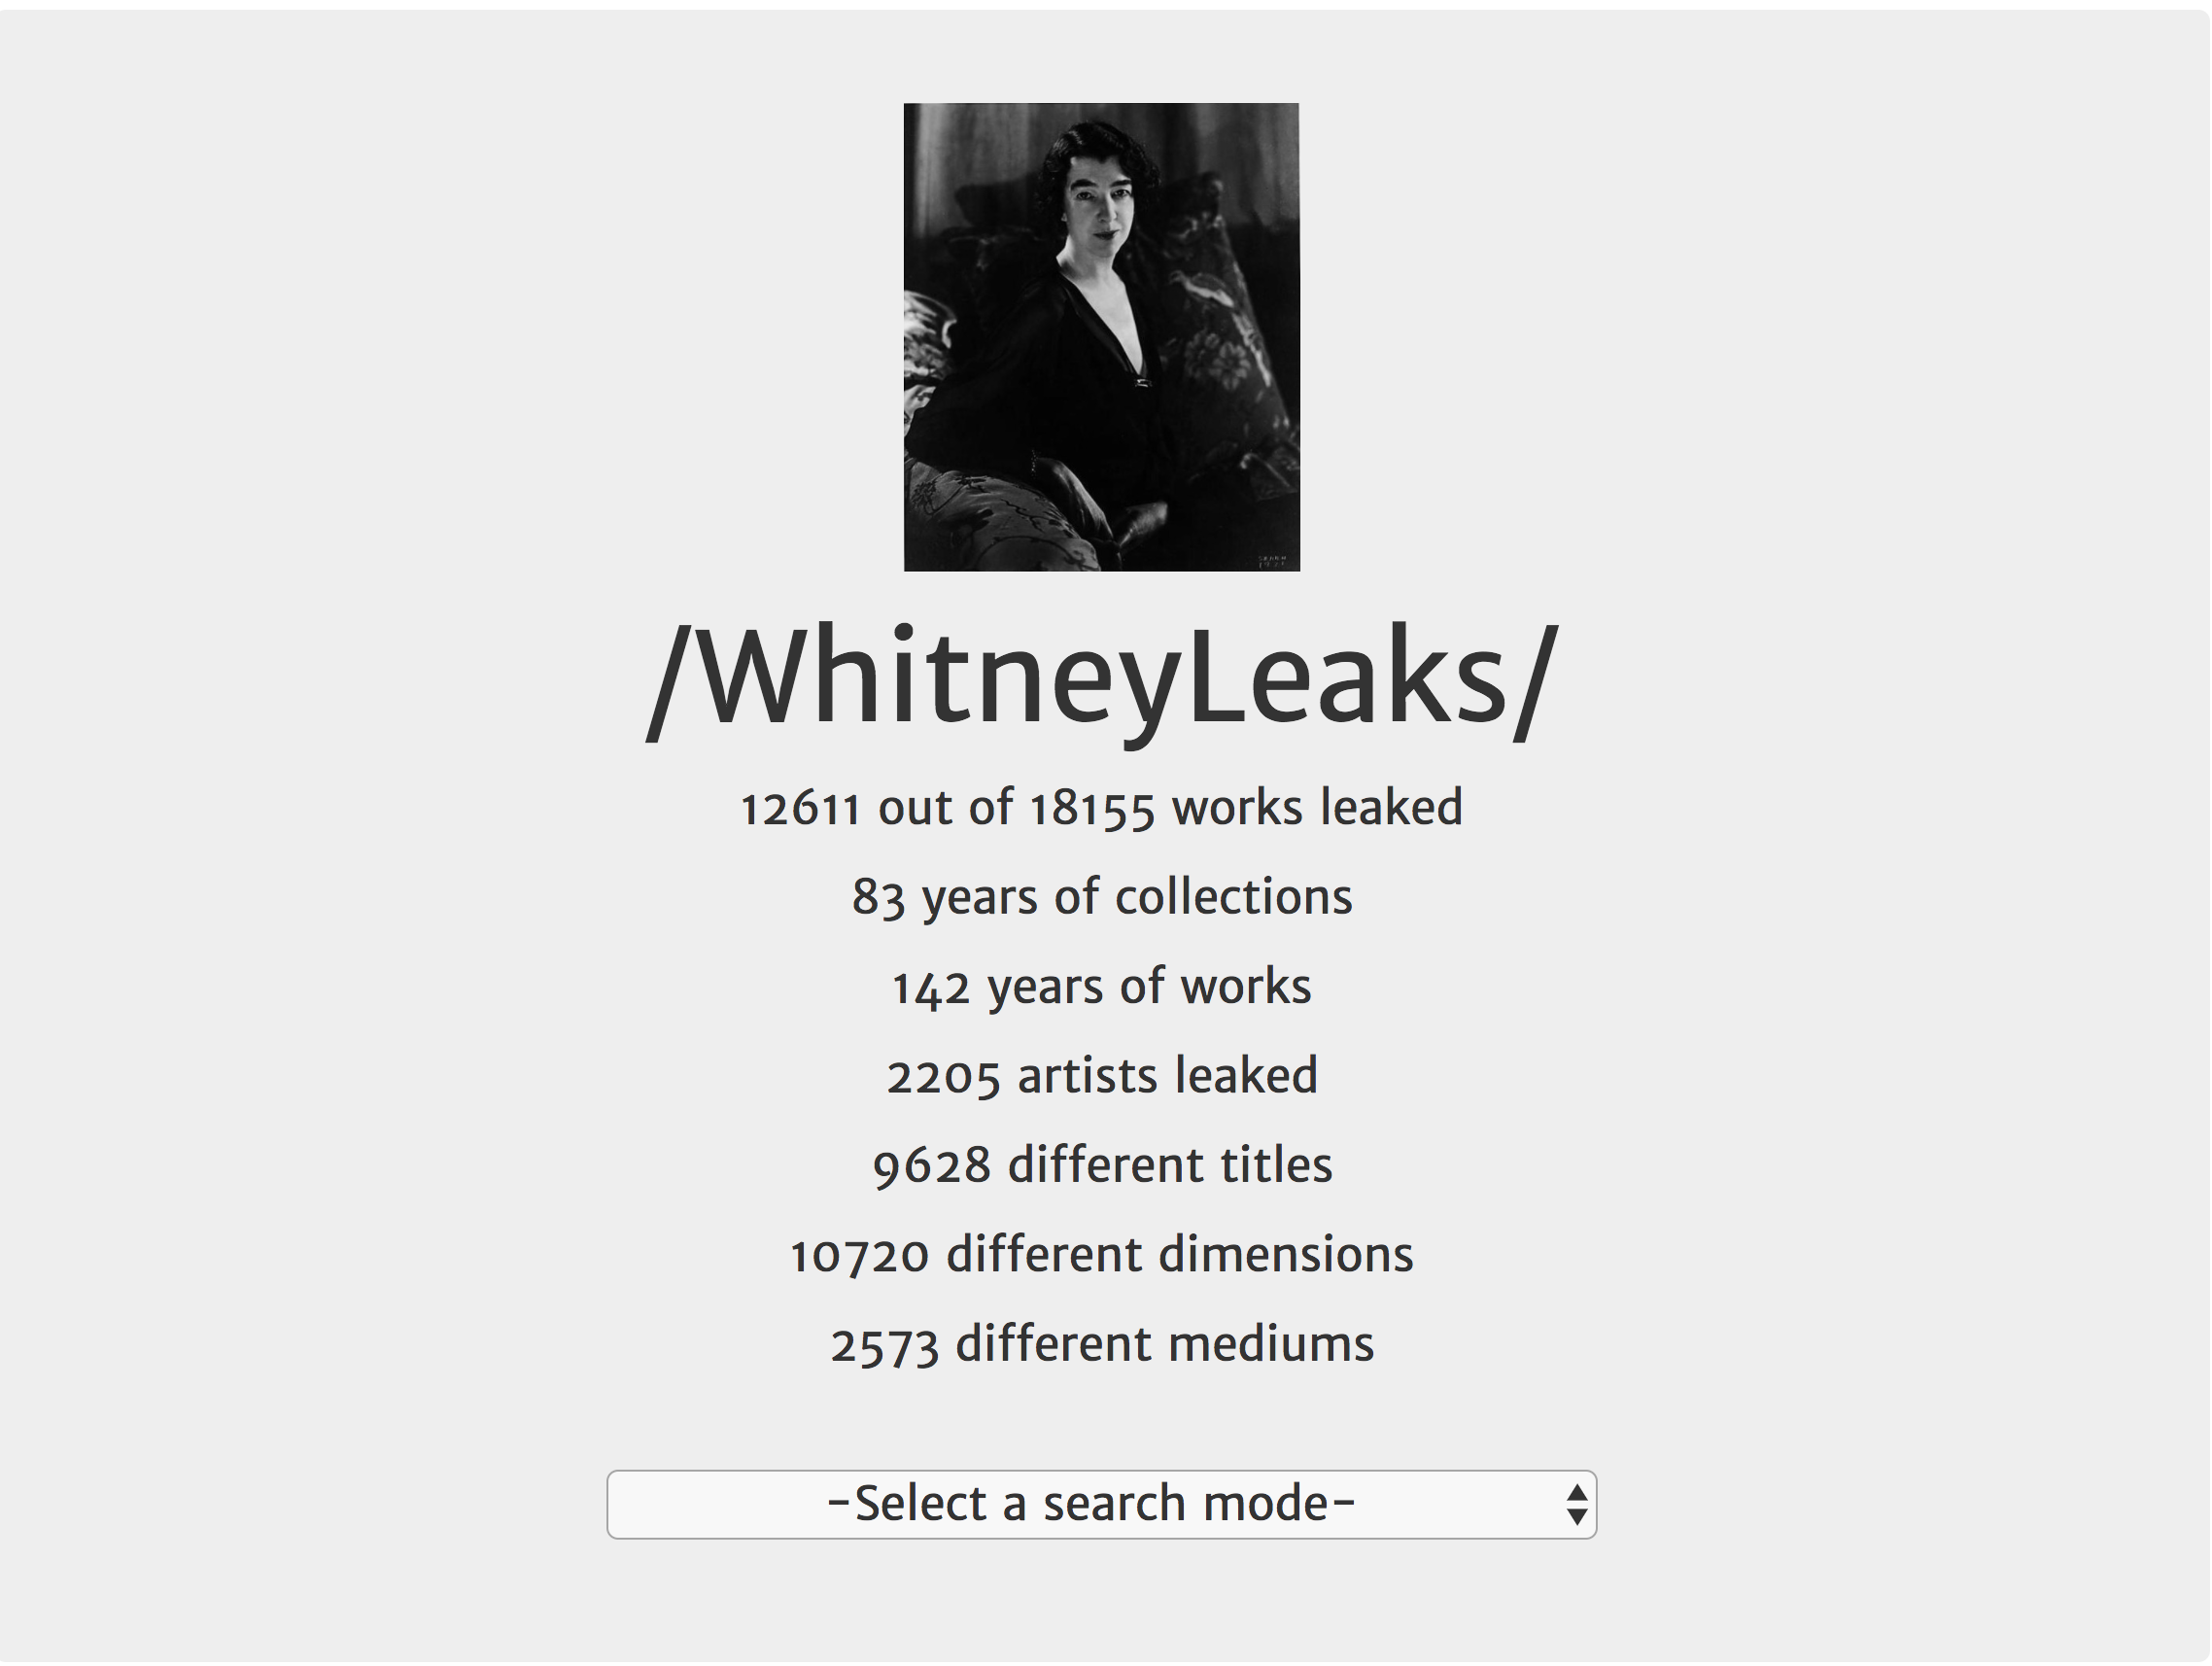 /WhitneyLeaks/
12611 out of 18155 works leaked
83 years of collections
142 years of works
2205 artists leaked
9628 different titles
10720 different dimensions
2573 different mediums
-Select a search mode-